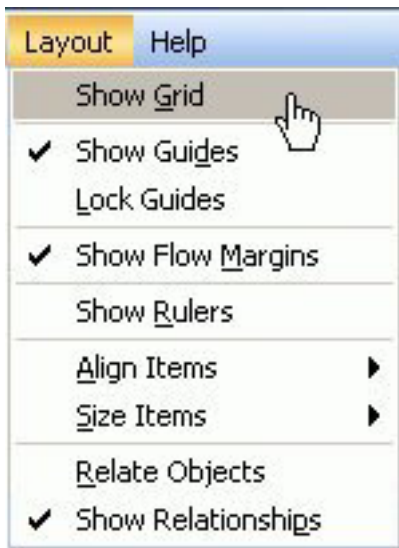 Layout Help
Show Grid
Show Guides
Lock Guides
Show Flow Margins
Show Rulers
Align Items
Size Items
Relate Objects
Show Relationships